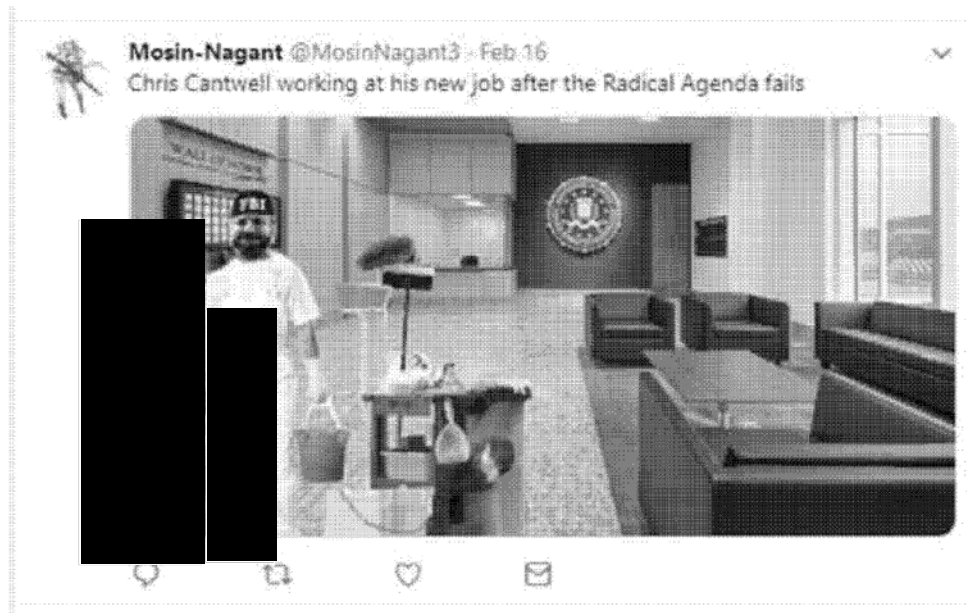 Mosin-Nagant @MosinNagant3 · Feb 16
Chris Cantwell working at his new job after the Radical Agenda fails
FBI